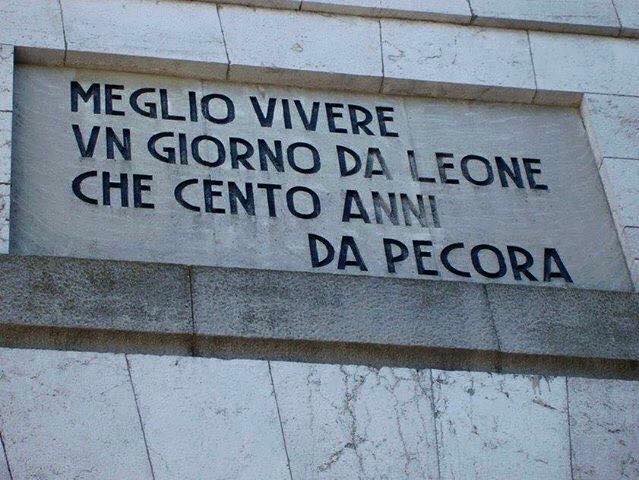 MEGLIO VIVERE
VN GIORNO DA LEONE
CHE CENTO ANNI
DA PECORA